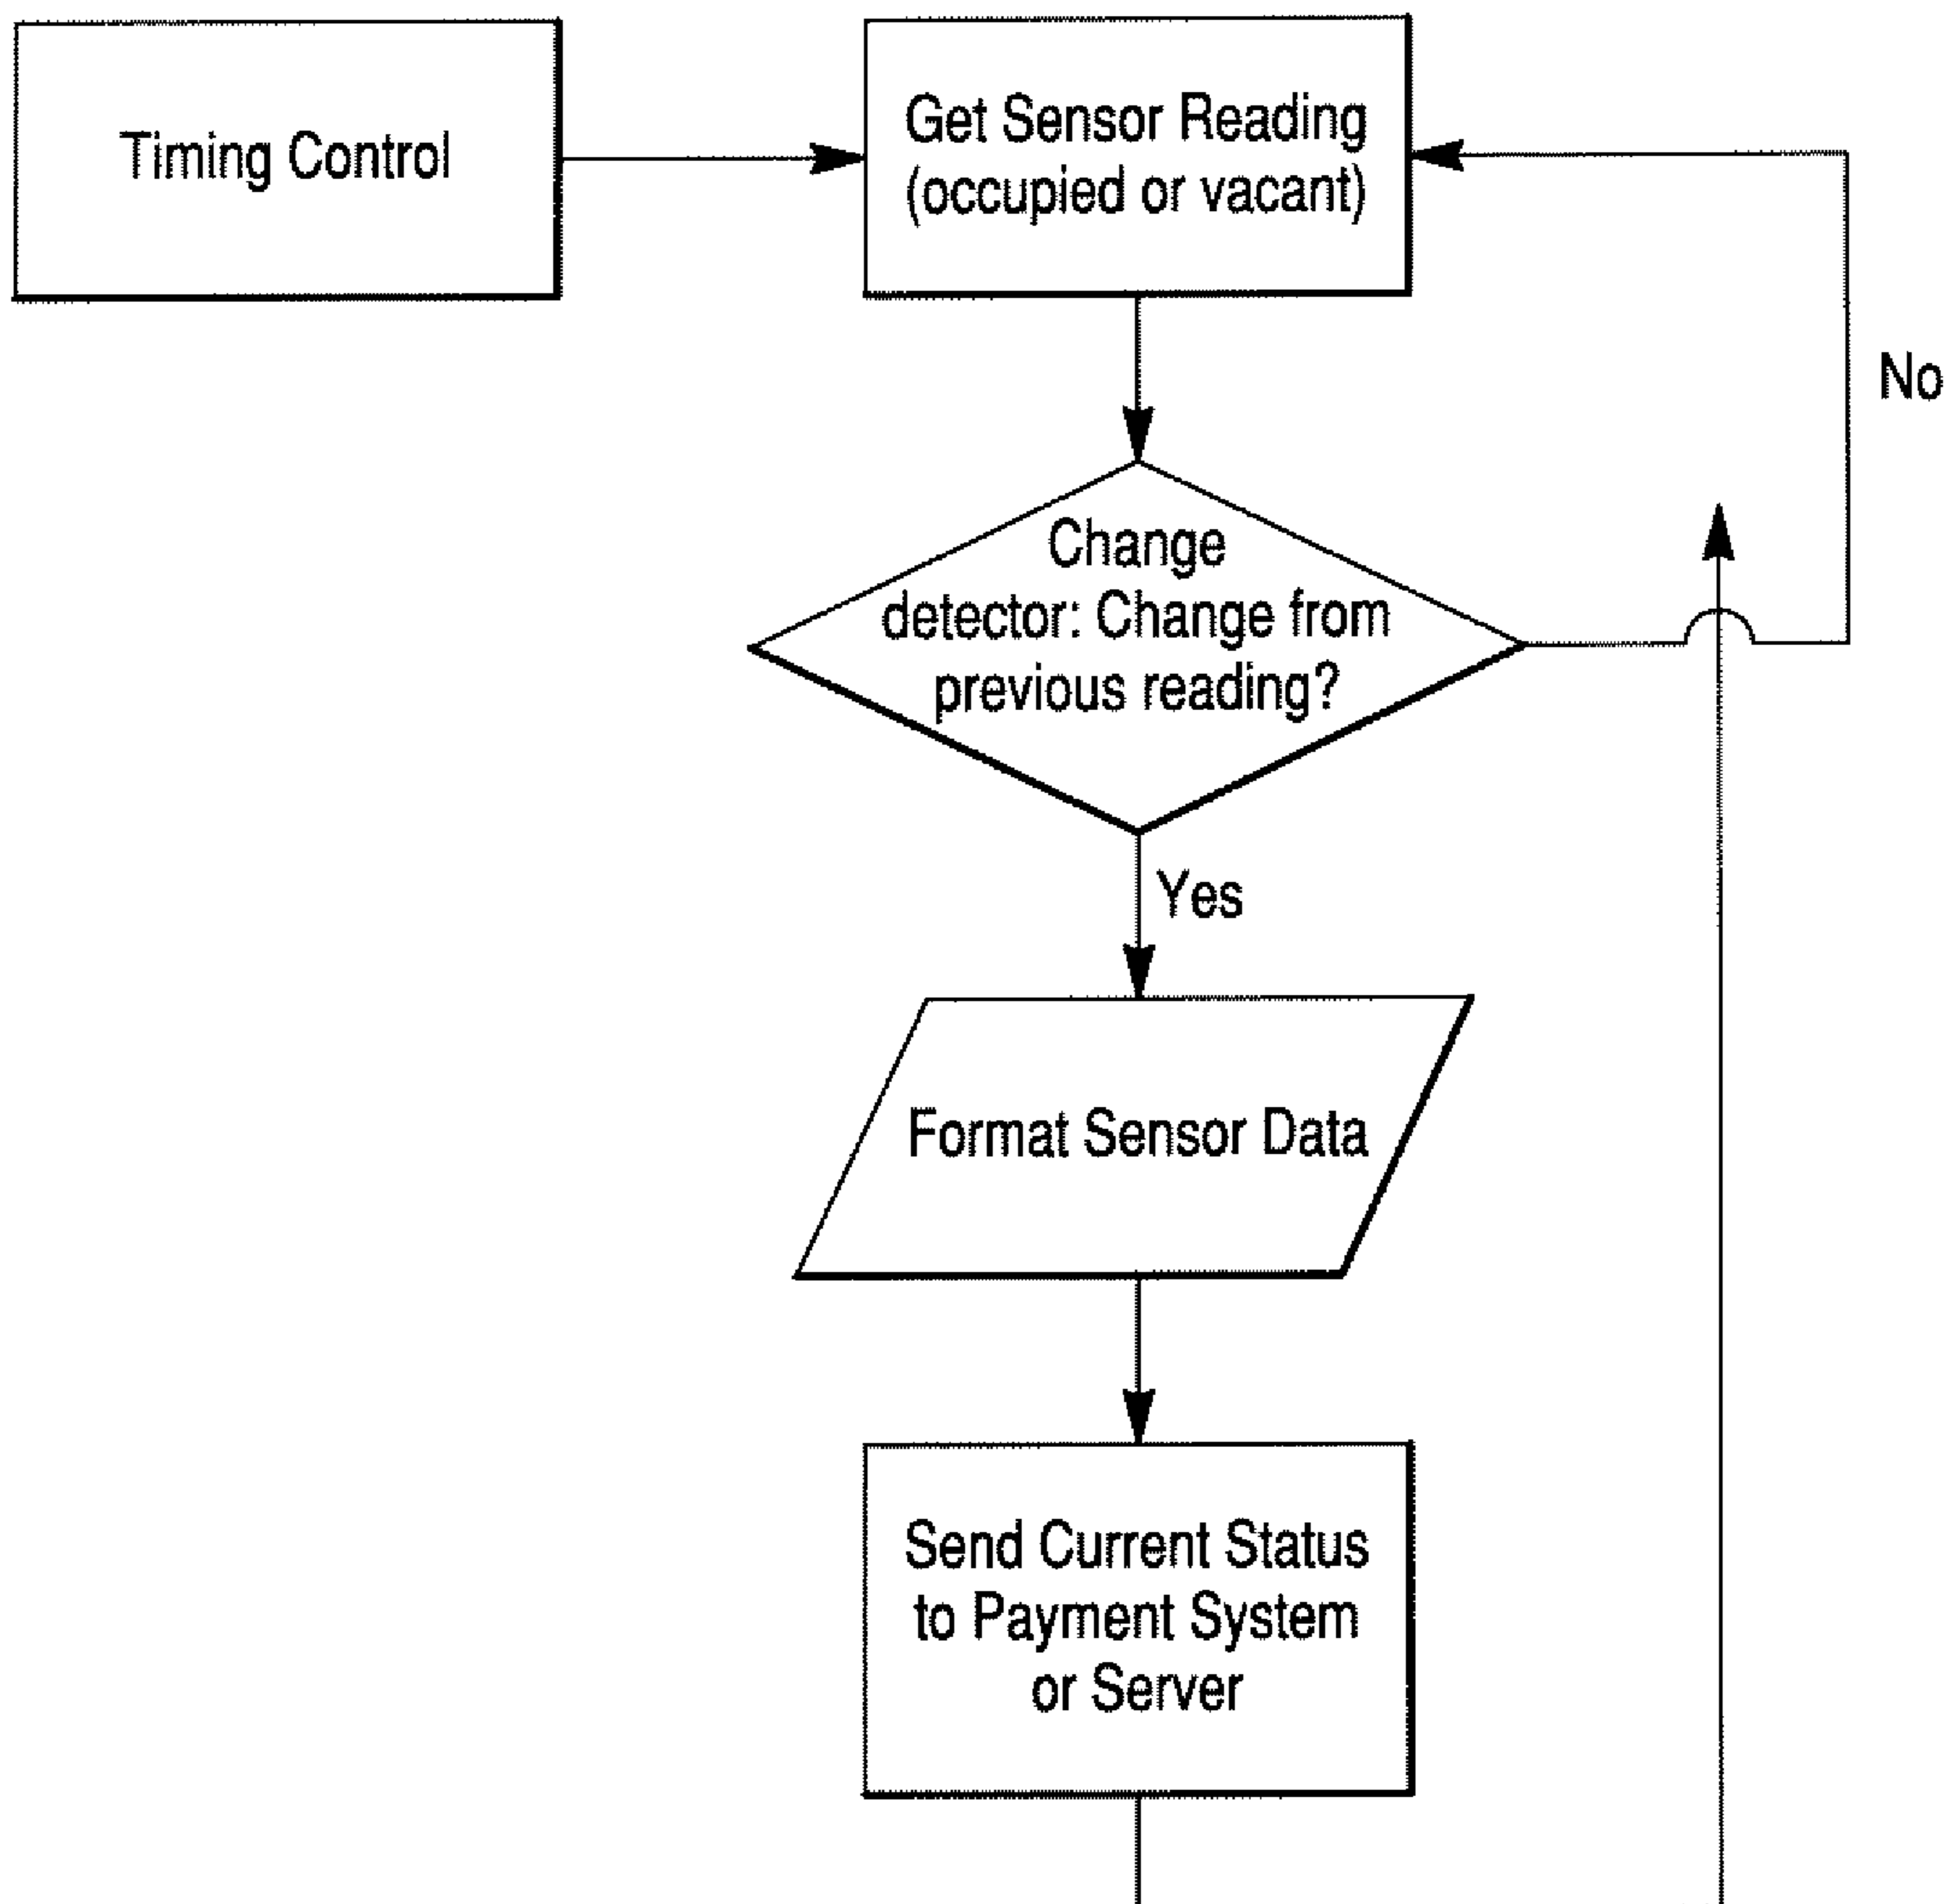 Timing Control
Get Sensor Reading
(occupied or vacant)
No
Change
detector: Change from
previous reading?
Yes
Format Sensor Data
Send Current Status
to Payment System
or Server